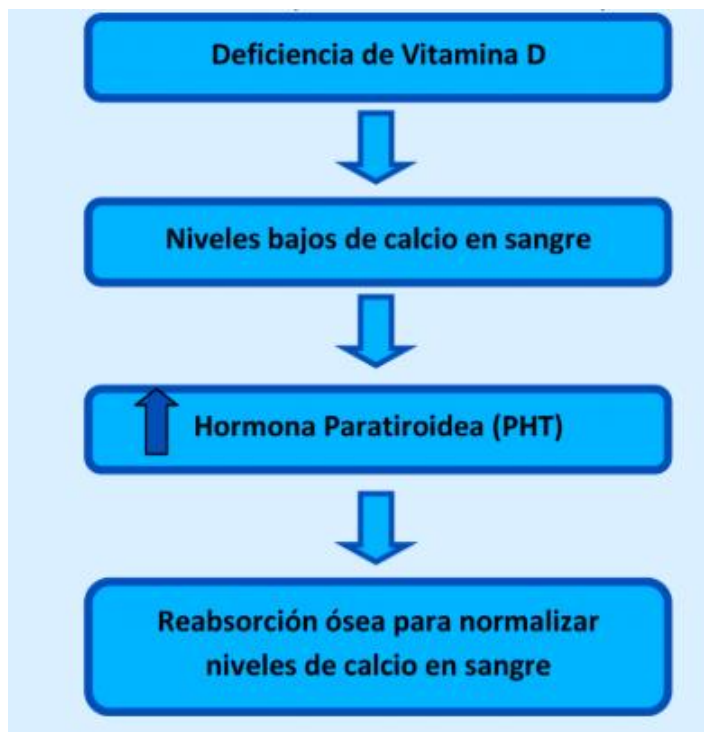 Deficiencia de Vitamina D
Niveles bajos de calcio en sangre
Hormona Paratiroidea (PHT)
Reabsorción ósea para normalizar
niveles de calcio en sangre